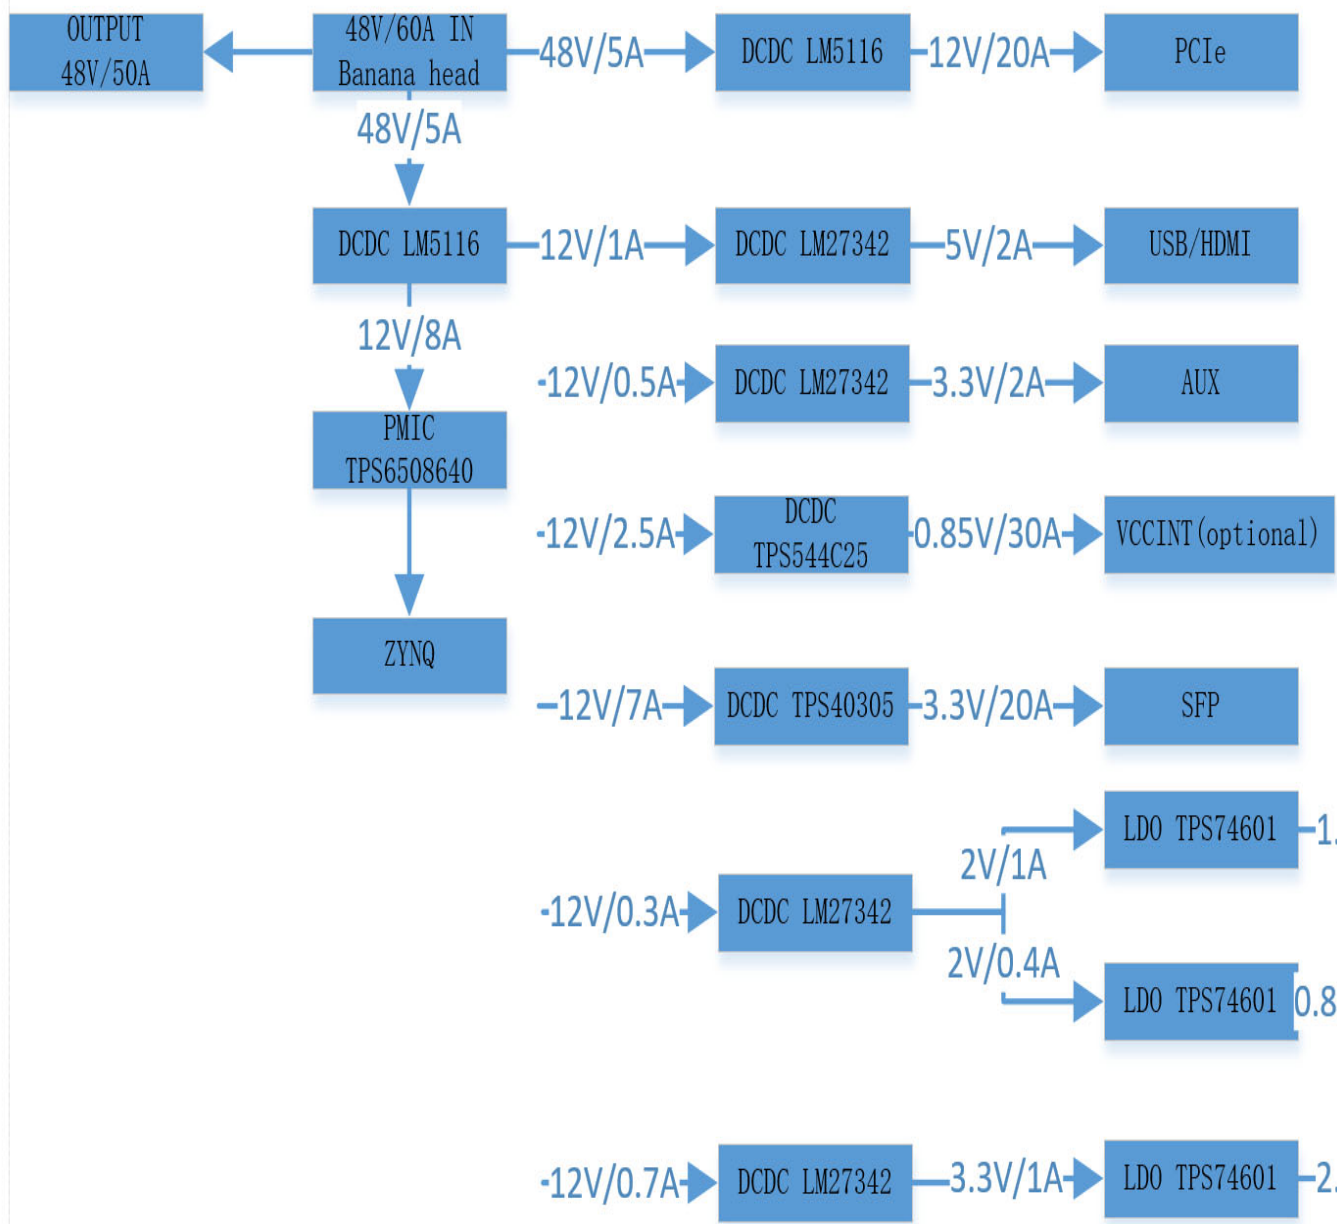 OUTPUT
48V/50A
48V/60A IN
Banana head
48V/5A
DCDC LM5116
12V/20A
PCIe
48V/5A
DCDC LM5116
12V/1A
DCDC LM27342
5V/2A
USB/HDMI
12V/8A
-12V/0.5A
DCDC LM27342
3.3V/2A
AUX
PMIC
TPS6508640
-12V/2.5A
DCDC
TPS544C25
0.85V/30A
VCCINT(optional)
ZYNQ
12V/7A
DCDC TPS40305
3.3V/20A
SFP
LDO TPS74601
1.
2V/1A
-12V/0.3A
DCDC LM27342
2V/0.4A
LDO TPS74601
0.8
-12V/0.7A
DCDC LM27342
3.3V/1A
LDO TPS74601
2.